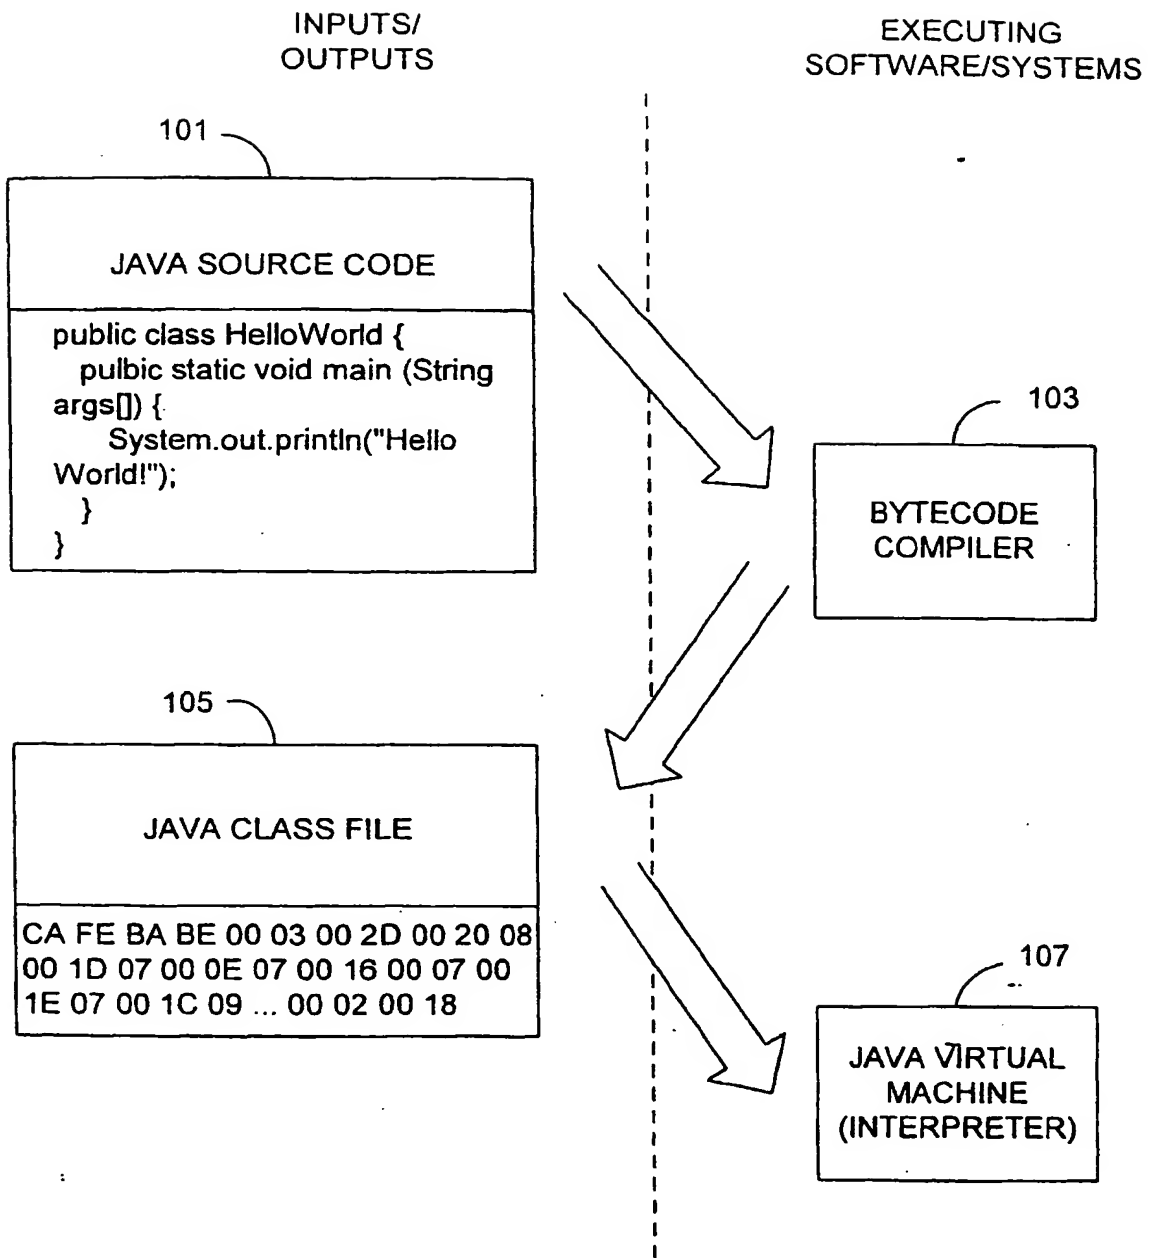 INPUTS/
OUTPUTS
EXECUTING
SOFTWARE/SYSTEMS
101
JAVA SOURCE CODE
public class HelloWorld {
pulbic static void main (String
args[]) {
System.out.println("Hello
World!");
}
}
103
BYTECODE
COMPILER
105
JAVA CLASS FILE
CA FE BA BE 00 03 00 2D 00 20 08
00 1D 07 00 0E 07 00 16 00 07 00
1E 07 00 1C 09 ... 00 02 00 18
107
JAVA VIRTUAL
MACHINE
(INTERPRETER)